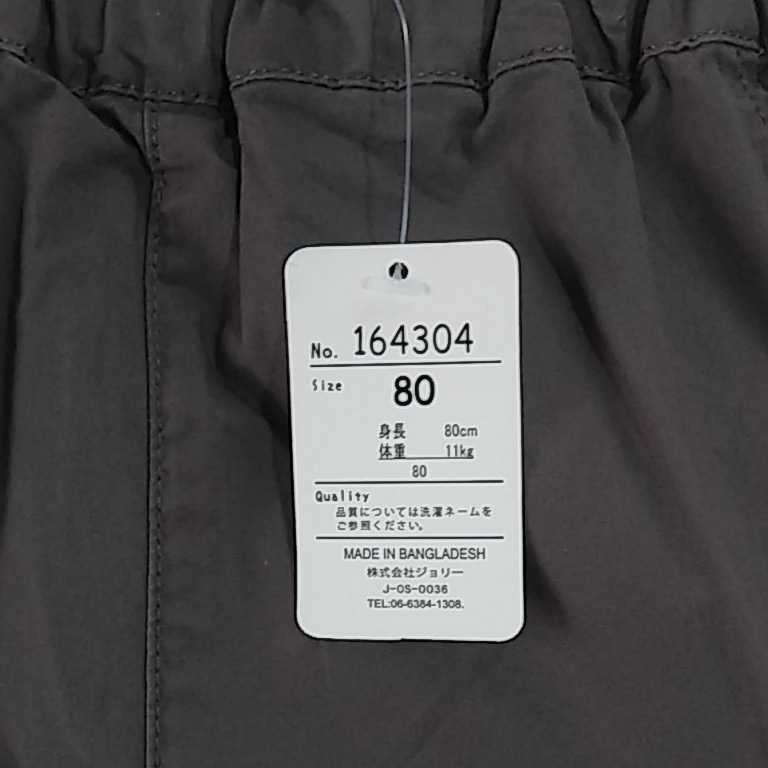 No. 164304
Size 80
身長 80cm
体重 11kg
80
Quality
品質については洗濯ネームを
ご参照ください。
MADE IN BANGLADESH
株式会社ジョリー
J-OS-0036
TEL:06-6384-1308.